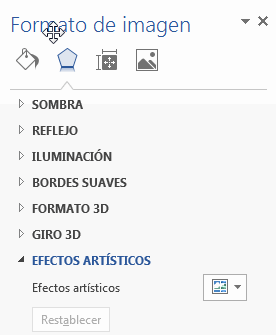 Formato de imagen
SOMBRA
REFLEJO
ILUMINACIÓN
BORDES SUAVES
FORMATO 3D
GIRO 3D
EFECTOS ARTÍSTICOS
Efectos artísticos
Restablecer